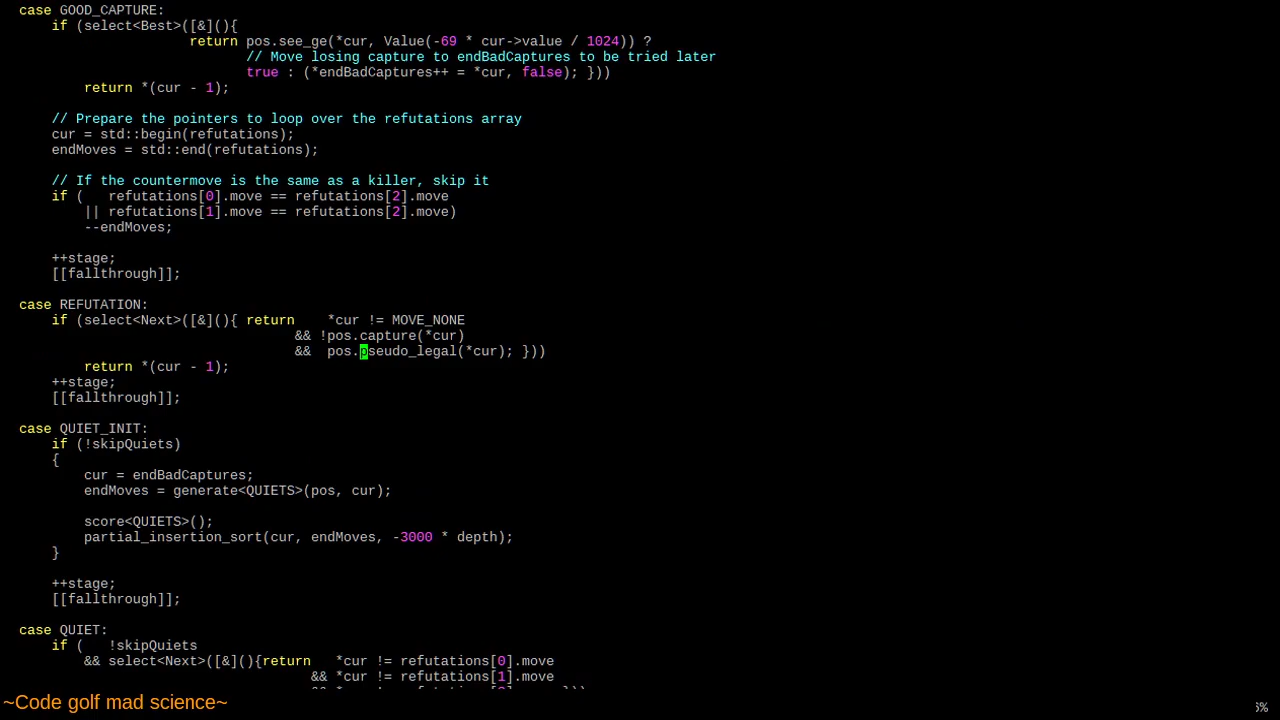 case GOOD_CAPTURE:
if (select<Best>([&](){
return pos.see_ge(*cur, Value(-69 * cur->value / 1024)) ?
// Move losing capture to endBadCaptures to be tried later
true : (*endBadCaptures++ = *cur, false); }))
return *(cur - 1);
// Prepare the pointers to loop over the refutations array
cur = std::begin(refutations);
endMoves = std::end(refutations);
// If the countermove is the same as a killer, skip it
if (   refutations[0].move == refutations[2].move
|| refutations[1].move == refutations[2].move)
--endMoves;
++stage;
[[fallthrough]];
case REFUTATION:
if (select<Next>([&](){ return    *cur != MOVE_NONE
&& !pos.capture(*cur)
&&  pos.pseudo_legal(*cur); }))
return *(cur - 1);
++stage;
[[fallthrough]];
case QUIET_INIT:
if (!skipQuiets)
{
cur = endBadCaptures;
endMoves = generate<QUIETS>(pos, cur);
score<QUIETS>();
partial_insertion_sort(cur, endMoves, -3000 * depth);
}
++stage;
[[fallthrough]];
case QUIET:
if (   !skipQuiets
&& select<Next>([&](){return   *cur != refutations[0].move
&& *cur != refutations[1].move
~Code golf mad science~